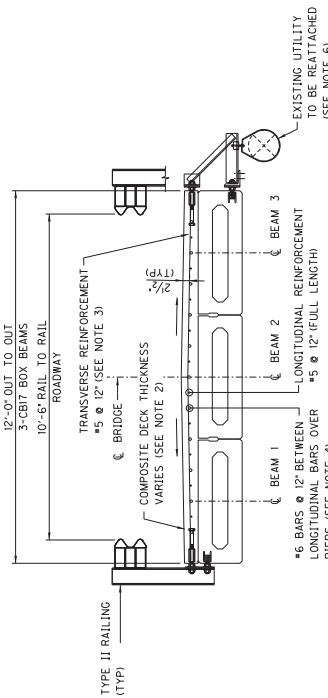 12'-0" OUT TO OUT
3-CB17 BOX BEAMS
10'-6" RAIL TO RAIL
ROADWAY
TRANSVERSE REINFORCEMENT
#5 @ 12" (SEE NOTE 3)
℄ BRIDGE
COMPOSITE DECK THICKNESS
VARIES (SEE NOTE 2)
2½"
(TYP)
TYPE II RAILING
(TYP)
EXISTING UTILITY
TO BE REATTACHED
(SEE NOTE 6)
℄ BEAM 1
℄ BEAM 2
℄ BEAM 3
#6 BARS @ 12" BETWEEN
LONGITUDINAL BARS OVER
PIERS (SEE NOTE 4)
LONGITUDINAL REINFORCEMENT
#5 @ 12" (FULL LENGTH)